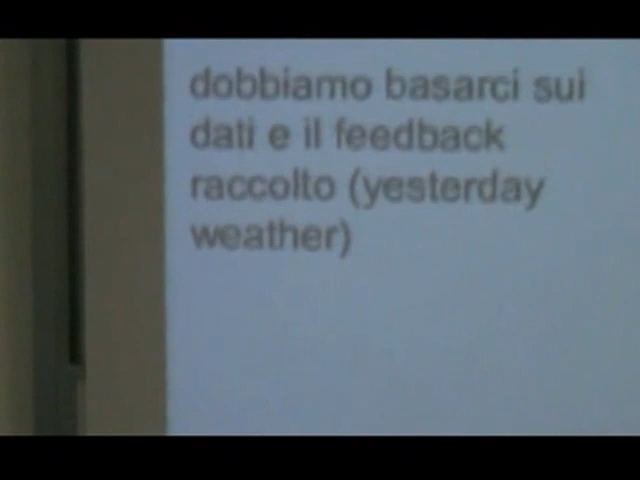 dobbiamo basarci sui
dati e il feedback
raccolto (yesterday
weather)